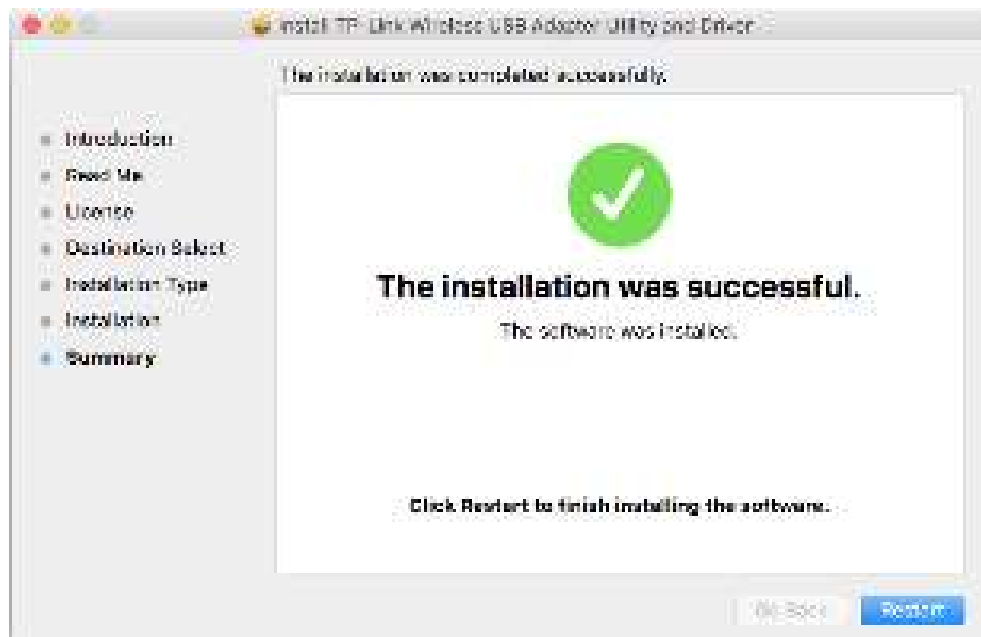 Install TP-Link Wireless USB Adapter Utility and Driver
The installation was completed successfully.
Introduction
Read Me
License
Destination Select
Installation Type
Installation
Summary
The installation was successful.
The software was installed.
Click Restart to finish installing the software.
Go Back
Restart